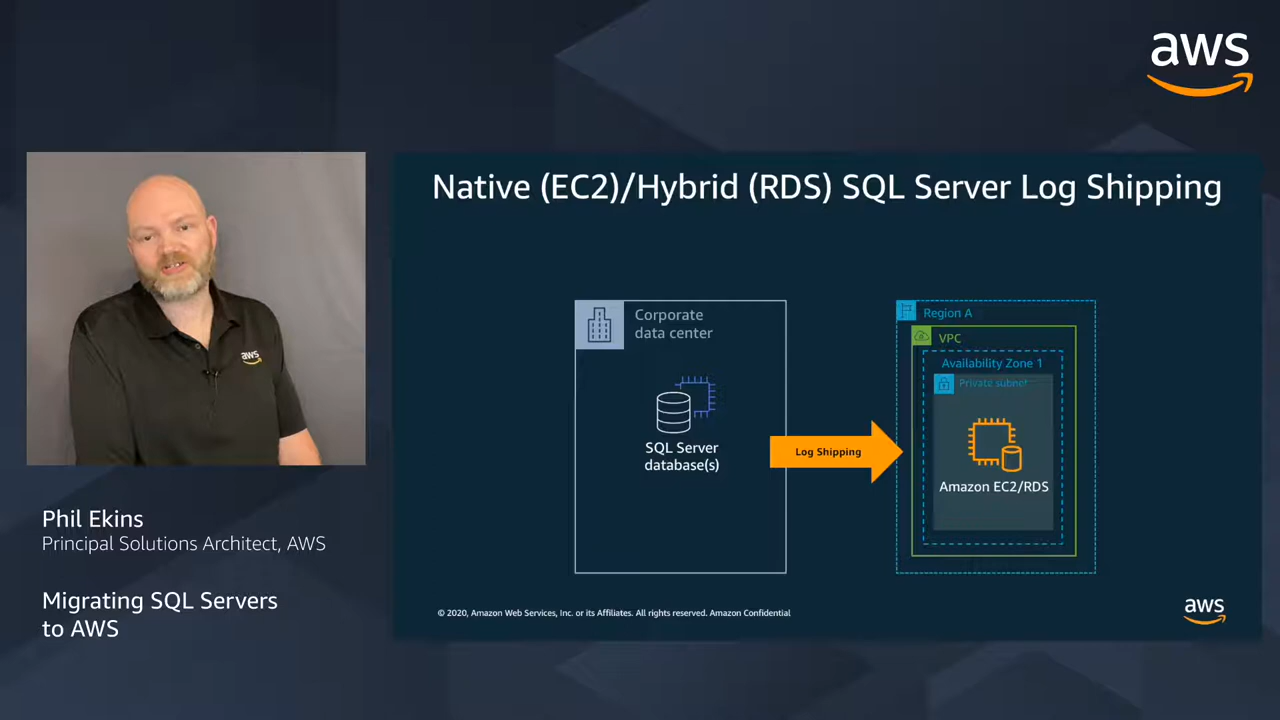 aws
Native (EC2)/Hybrid (RDS) SQL Server Log Shipping
aws
Phil Ekins
Principal Solutions Architect, AWS
Migrating SQL Servers
to AWS
Corporate
data center
SQL Server
database(s)
Log Shipping
Region A
VPC
Availability Zone 1
Private subnet
Amazon EC2/RDS
© 2020, Amazon Web Services, Inc. or its Affiliates. All rights reserved. Amazon Confidential
aws